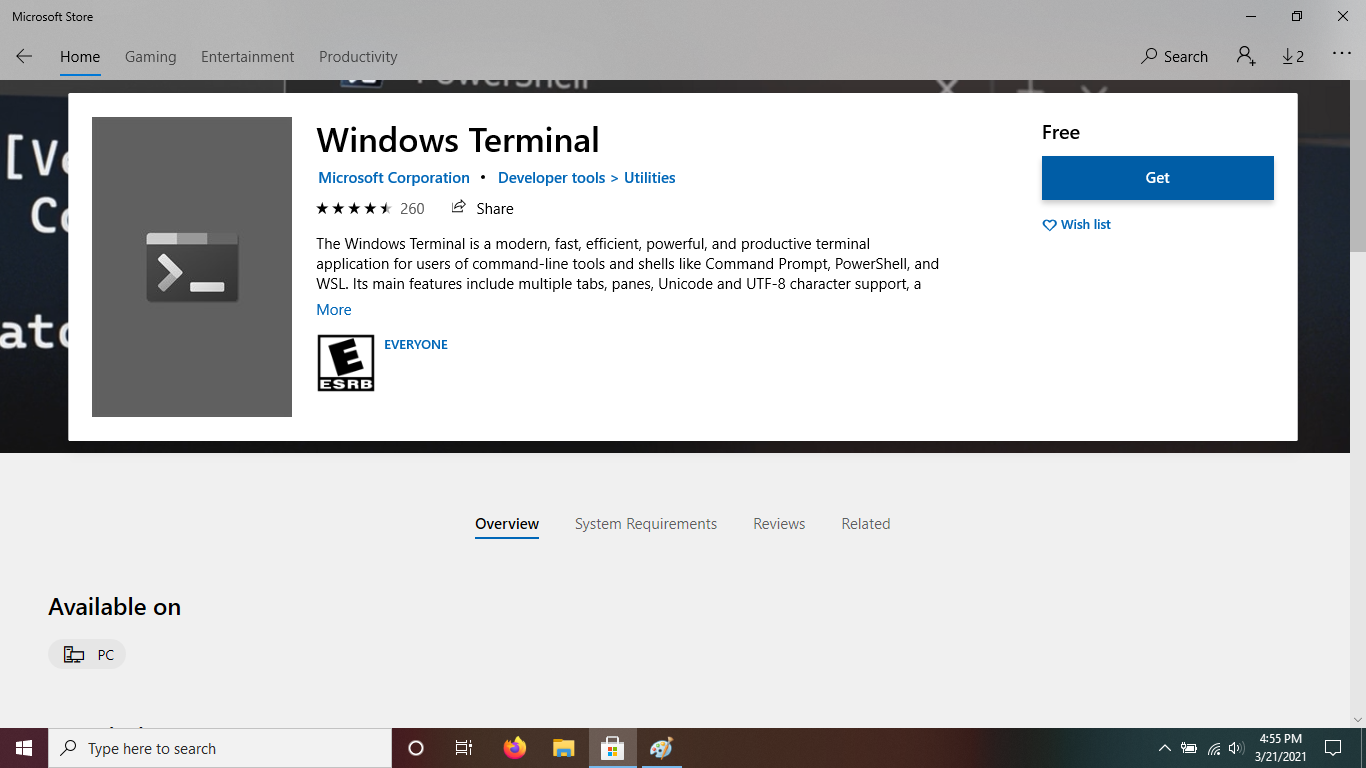 Microsoft Store
Home Gaming Entertainment Productivity Search 2
PowerShell
Windows Terminal
Microsoft Corporation • Developer tools > Utilities
260 Share
The Windows Terminal is a modern, fast, efficient, powerful, and productive terminal
application for users of command-line tools and shells like Command Prompt, PowerShell, and
WSL. Its main features include multiple tabs, panes, Unicode and UTF-8 character support, a
More
E
ESRB
EVERYONE
Free
Get
Wish list
Overview System Requirements Reviews Related
Available on
PC
Type here to search
4:55 PM
3/21/2021